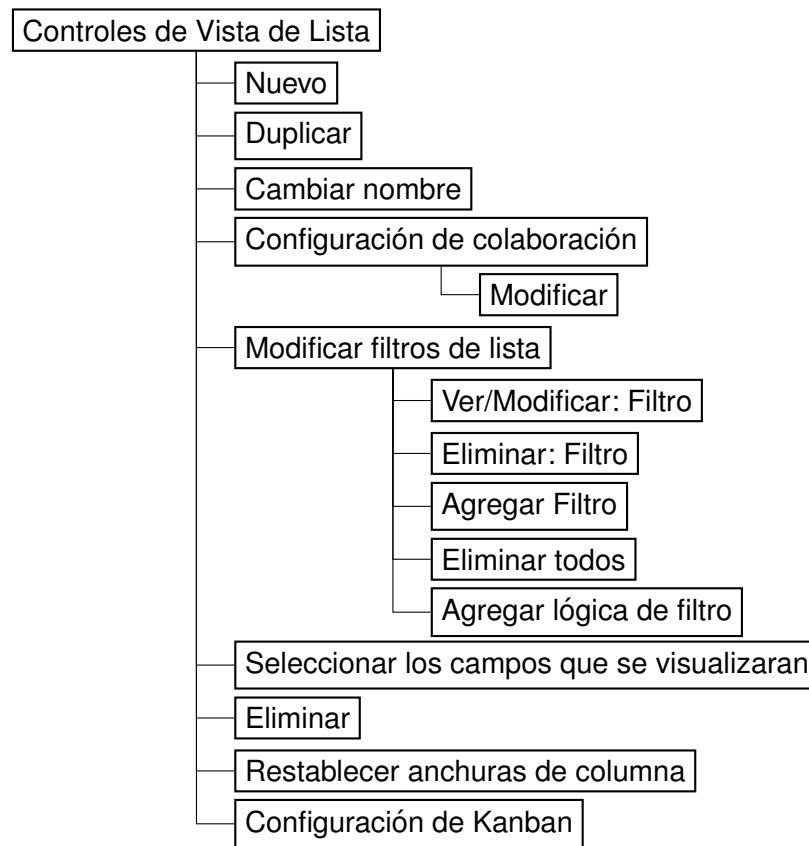 Controles de Vista de Lista
Nuevo
Duplicar
Cambiar nombre
Configuración de colaboración
Modificar
Modificar filtros de lista
Ver/Modificar: Filtro
Eliminar: Filtro
Agregar Filtro
Eliminar todos
Agregar lógica de filtro
Seleccionar los campos que se visualizaran
Eliminar
Restablecer anchuras de columna
Configuración de Kanban